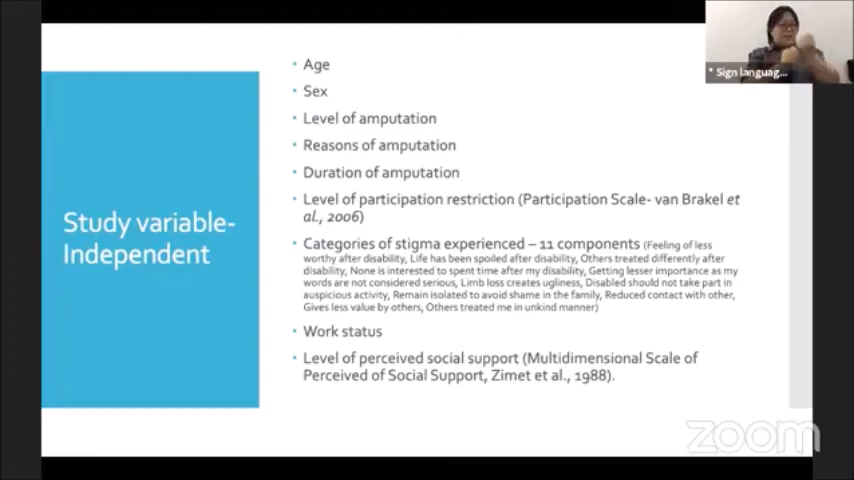 * Sign languag...
Study variable-
Independent
• Age
• Sex
• Level of amputation
• Reasons of amputation
• Duration of amputation
• Level of participation restriction (Participation Scale- van Brakel et
al., 2006)
• Categories of stigma experienced – 11 components (Feeling of less
worthy after disability, Life has been spoiled after disability, Others treated differently after
disability, None is interested to spent time after my disability, Getting lesser importance as my
words are not considered serious, Limb loss creates ugliness, Disabled should not take part in
auspicious activity, Remain isolated to avoid shame in the family, Reduced contact with other,
Gives less value by others, Others treated me in unkind manner)
• Work status
• Level of perceived social support (Multidimensional Scale of
Perceived of Social Support, Zimet et al., 1988).
zoom